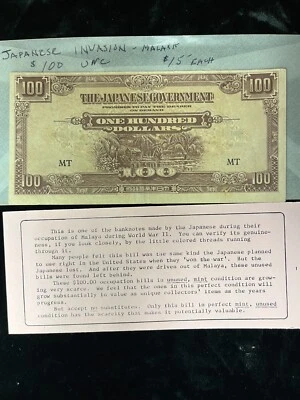 JAPANESE INVASION - MALAYA
$100 UNC $15 EACH
100 100
THE JAPANESE GOVERNMENT
PROMISES TO PAY THE BEARER
ON DEMAND
ONE HUNDRED
DOLLARS
MT MT
100
100 100
This is one of the banknotes made by the Japanese during their
occupation of Malaya during World War II. You can verify its genuine-
ness, if you look closely, by the little colored threads running
through it.
Many people felt this bill was the same kind the Japanese planned
to use right in the United States when they 'won the war'. But the
Japanese lost. And after they were driven out of Malaya, these unused
bills were found left behind.
These $100.00 occupation bills in unused, mint condition are grow-
ing very scarce. We feel that the ones in this perfect condition will
grow substantially in value as unique collectors' items as the years
progress.
But accept no substitutes. Only this bill in perfect mint, unused
condition has the scarcity that makes it potentially valuable.